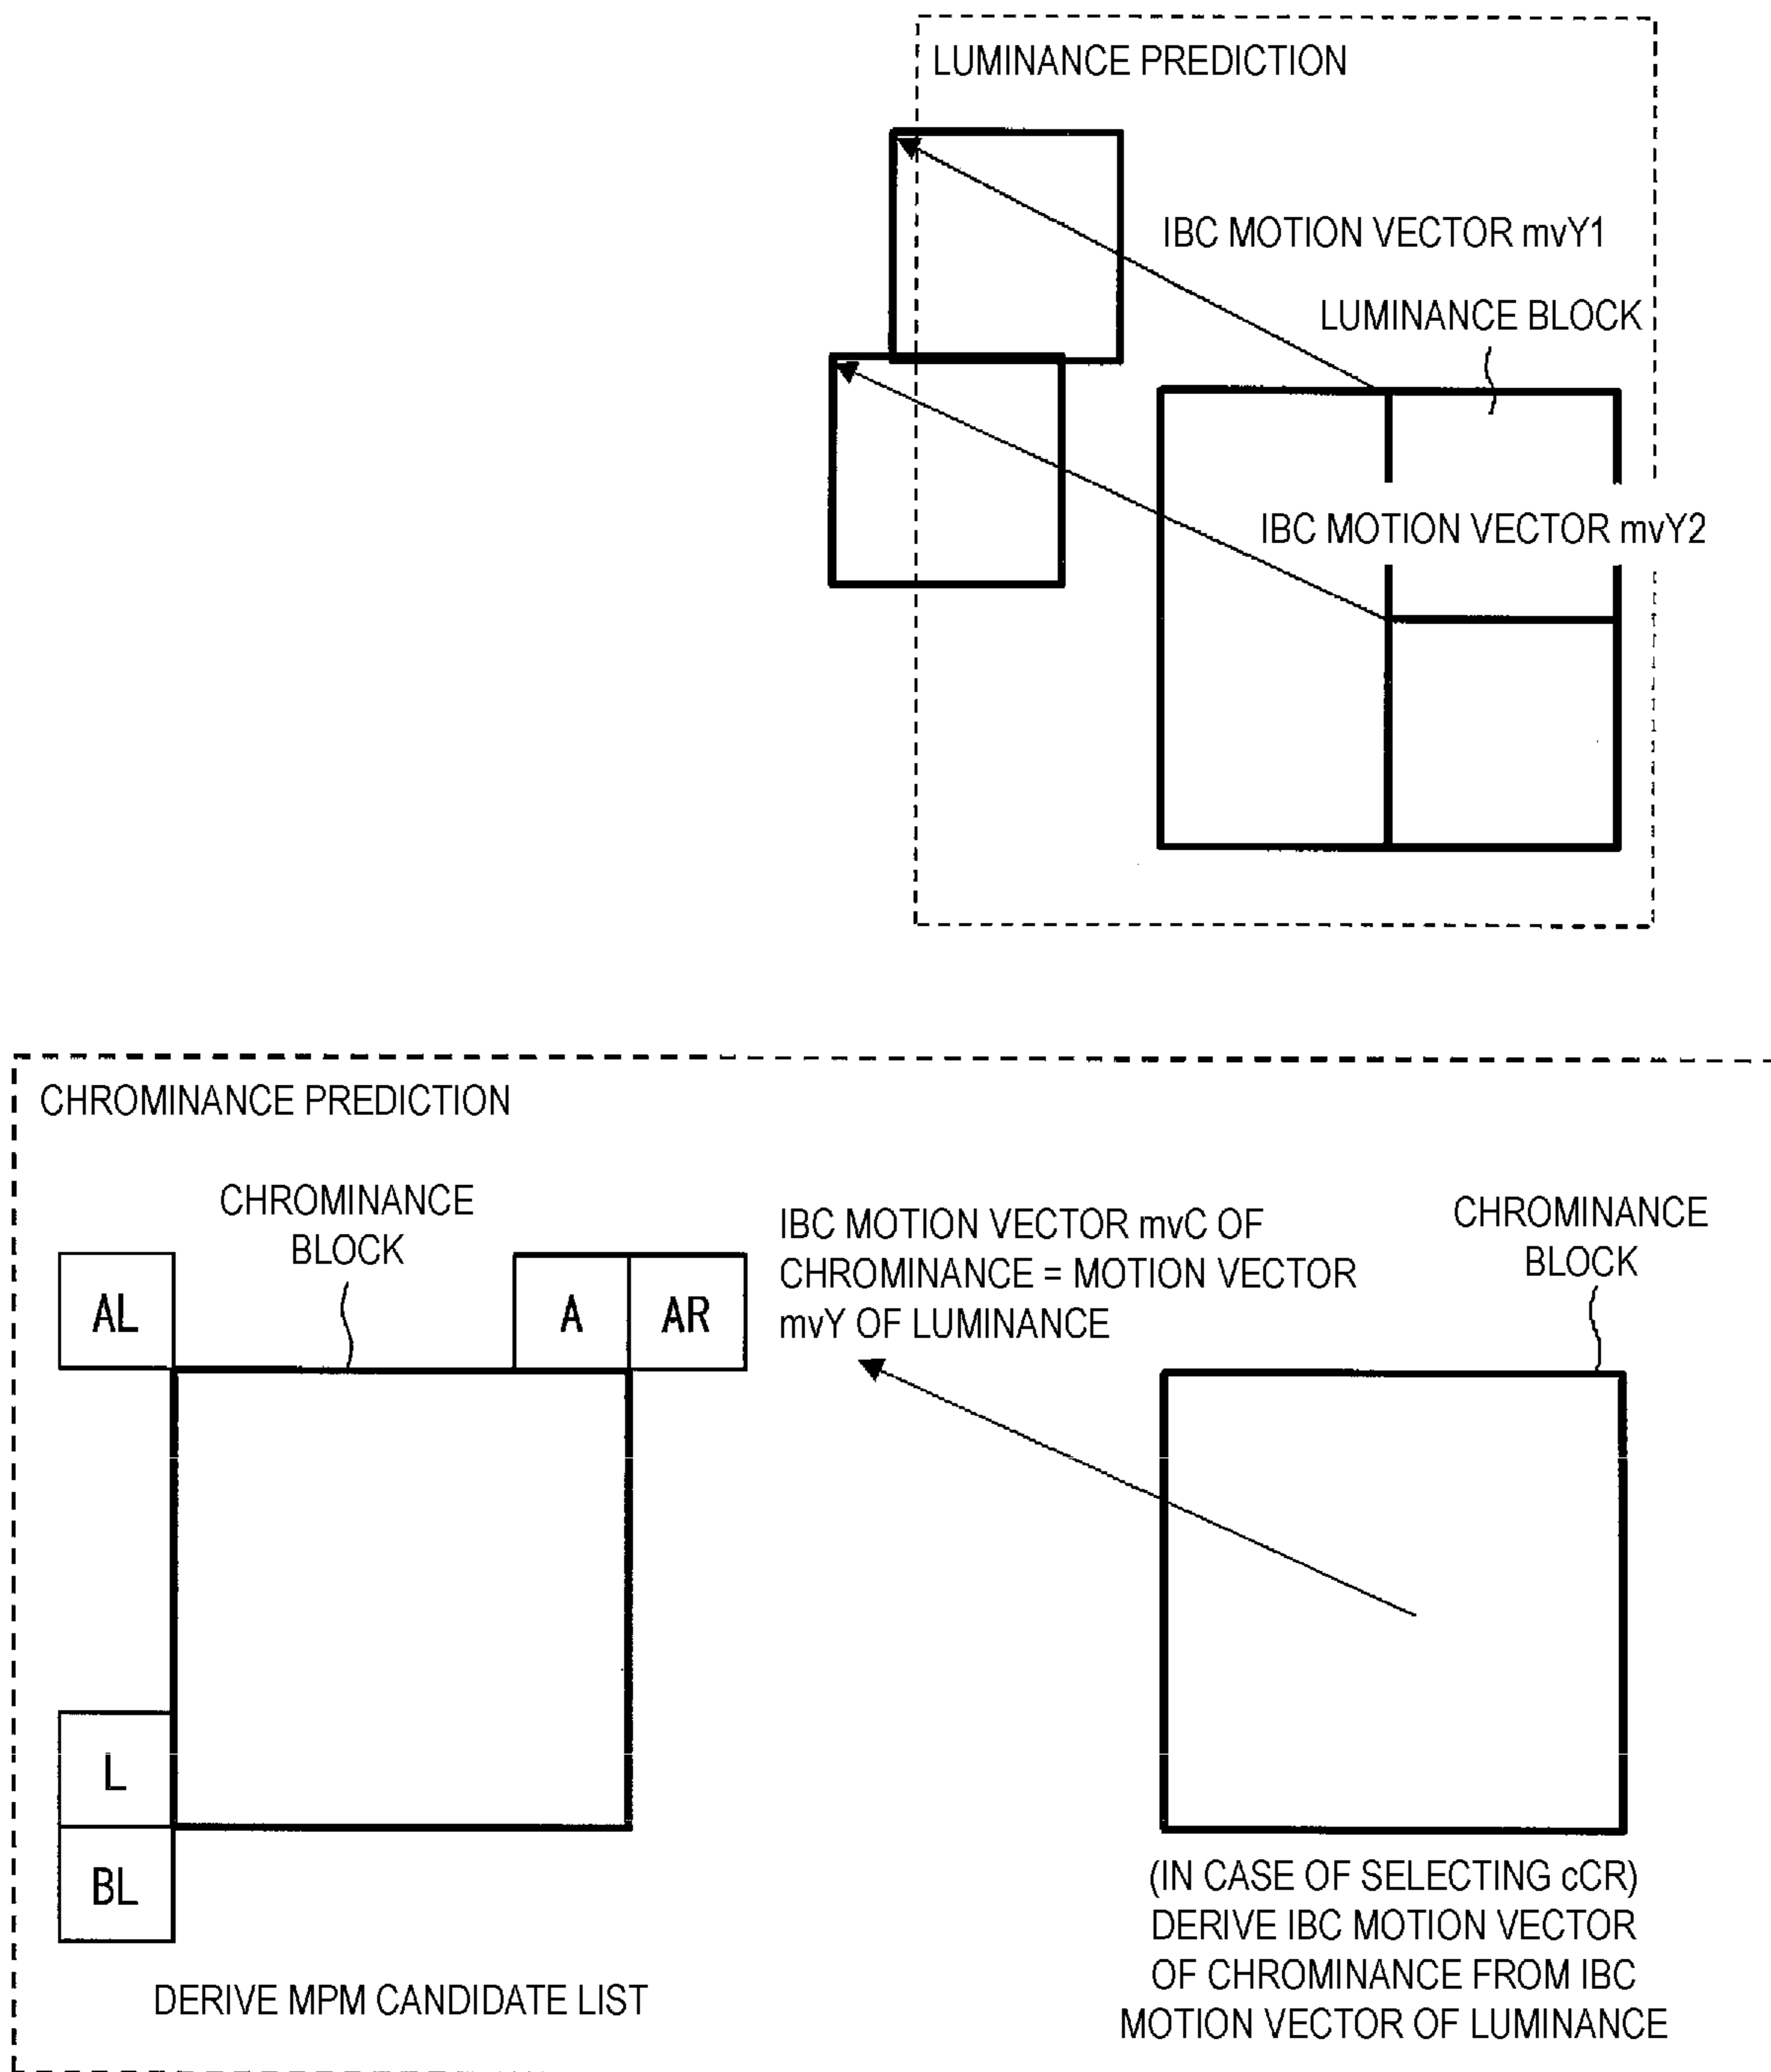 LUMINANCE PREDICTION
IBC MOTION VECTOR mvY1
LUMINANCE BLOCK
IBC MOTION VECTOR mvY2
CHROMINANCE PREDICTION
CHROMINANCE
BLOCK
AL
A
AR
L
BL
DERIVE MPM CANDIDATE LIST
IBC MOTION VECTOR mvC OF
CHROMINANCE = MOTION VECTOR
mvY OF LUMINANCE
CHROMINANCE
BLOCK
(IN CASE OF SELECTING cCR)
DERIVE IBC MOTION VECTOR
OF CHROMINANCE FROM IBC
MOTION VECTOR OF LUMINANCE